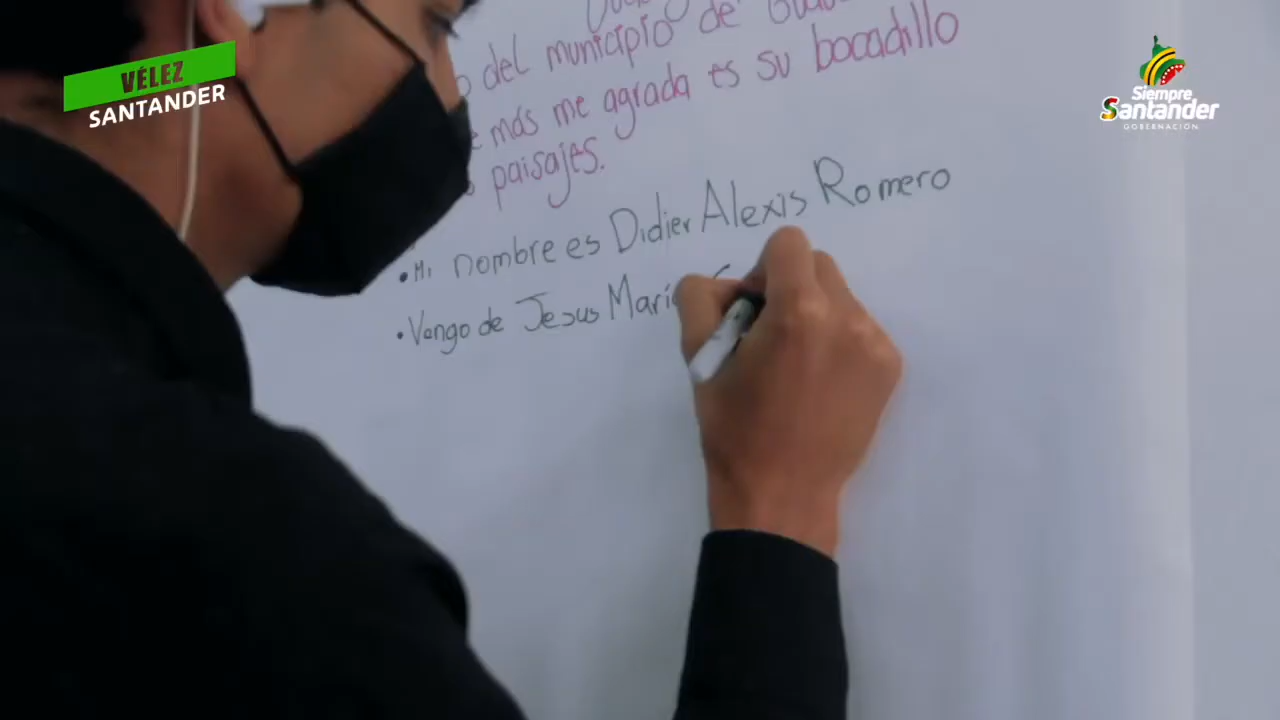 VÉLEZ
SANTANDER
Siempre
Santander
GOBERNACIÓN
del municipio de
más me agrada es su bocadillo
paisajes.
• Mi nombre es Didier Alexis Romero
• Vengo de Jesus María